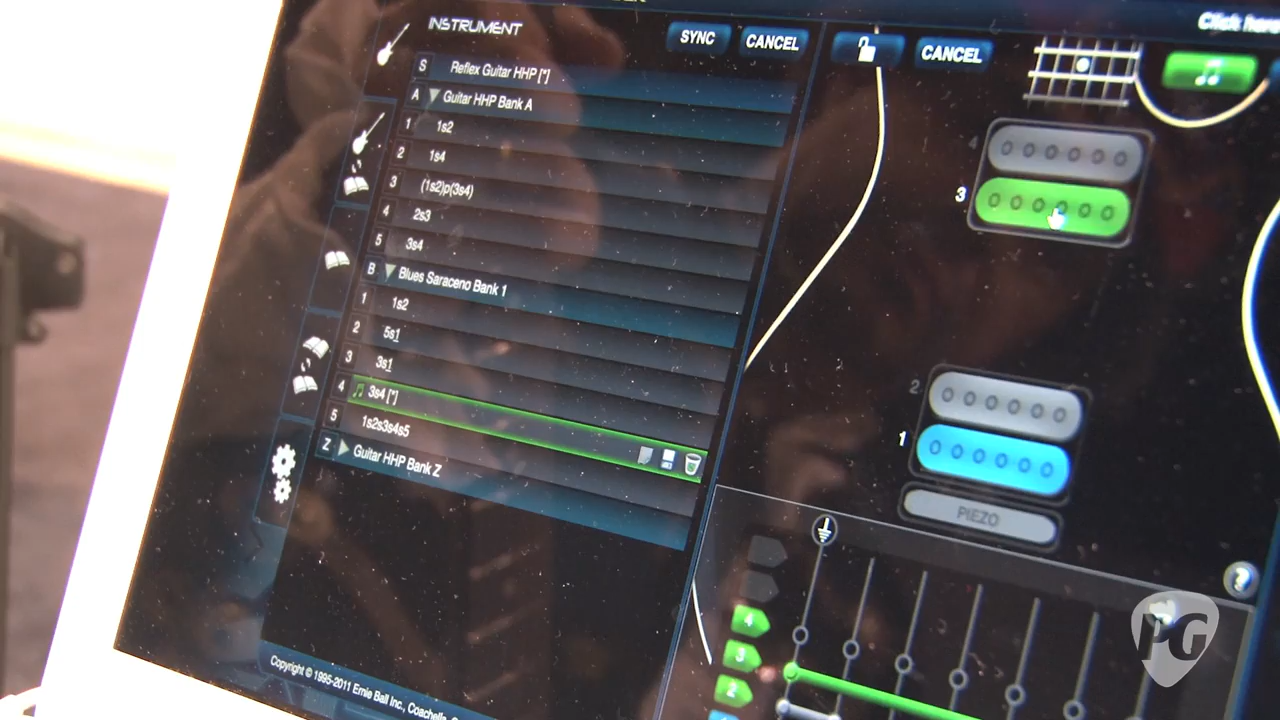 INSTRUMENT
SYNC
CANCEL
S Reflex Guitar HHP [*]
A Guitar HHP Bank A
1 1s2
2 1s4
3 (1s2)p(3s4)
4 2s3
5 3s4
B Blues Saraceno Bank 1
1 1s2
2 5s1
3 3s1
4 3s4 [*]
5 1s2s3s4s5
Z Guitar HHP Bank Z
Copyright © 1995-2011 Ernie Ball Inc., Coachella,
Click here
CANCEL
4
3
2
1
PIEZO
?
4
3
2
PG